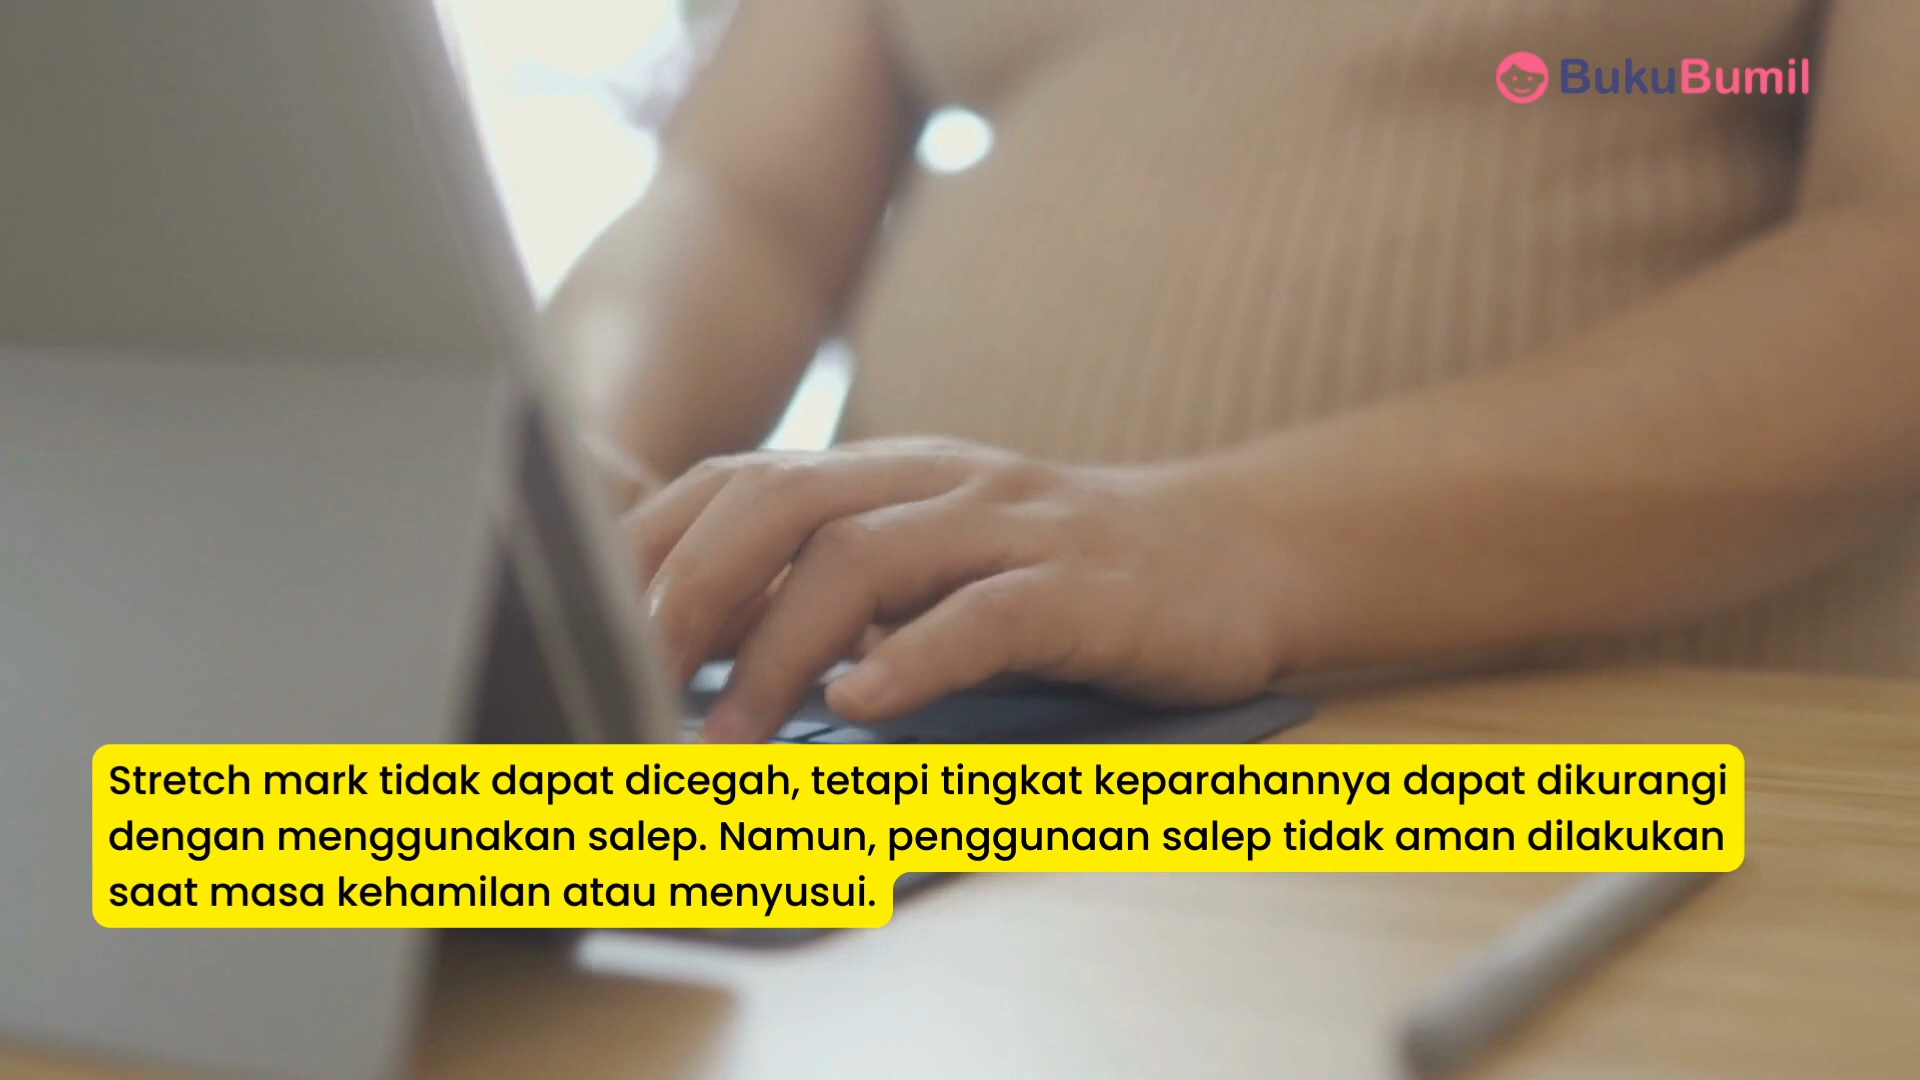 BukuBumil
Stretch mark tidak dapat dicegah, tetapi tingkat keparahannya dapat dikurangi
dengan menggunakan salep. Namun, penggunaan salep tidak aman dilakukan
saat masa kehamilan atau menyusui.